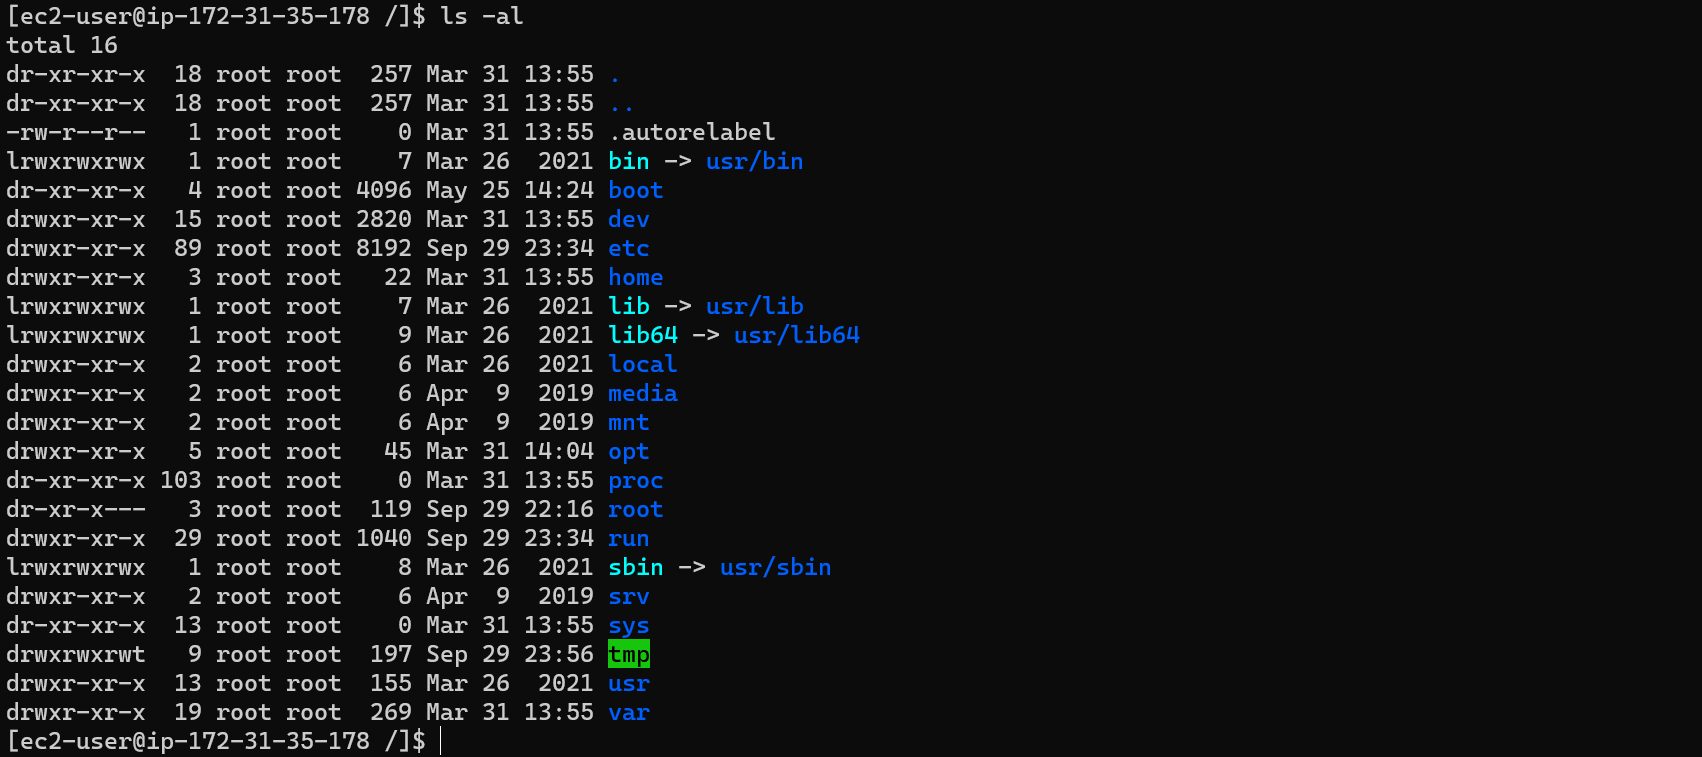 [ec2-user@ip-172-31-35-178 /]$ ls -al
total 16
dr-xr-xr-x  18 root root  257 Mar 31 13:55 .
dr-xr-xr-x  18 root root  257 Mar 31 13:55 ..
-rw-r--r--   1 root root    0 Mar 31 13:55 .autorelabel
lrwxrwxrwx   1 root root    7 Mar 26  2021 bin -> usr/bin
dr-xr-xr-x   4 root root 4096 May 25 14:24 boot
drwxr-xr-x  15 root root 2820 Mar 31 13:55 dev
drwxr-xr-x  89 root root 8192 Sep 29 23:34 etc
drwxr-xr-x   3 root root   22 Mar 31 13:55 home
lrwxrwxrwx   1 root root    7 Mar 26  2021 lib -> usr/lib
lrwxrwxrwx   1 root root    9 Mar 26  2021 lib64 -> usr/lib64
drwxr-xr-x   2 root root    6 Mar 26  2021 local
drwxr-xr-x   2 root root    6 Apr  9  2019 media
drwxr-xr-x   2 root root    6 Apr  9  2019 mnt
drwxr-xr-x   5 root root   45 Mar 31 14:04 opt
dr-xr-xr-x 103 root root    0 Mar 31 13:55 proc
dr-xr-x---   3 root root  119 Sep 29 22:16 root
drwxr-xr-x  29 root root 1040 Sep 29 23:34 run
lrwxrwxrwx   1 root root    8 Mar 26  2021 sbin -> usr/sbin
drwxr-xr-x   2 root root    6 Apr  9  2019 srv
dr-xr-xr-x  13 root root    0 Mar 31 13:55 sys
drwxrwxrwt   9 root root  197 Sep 29 23:56 tmp
drwxr-xr-x  13 root root  155 Mar 26  2021 usr
drwxr-xr-x  19 root root  269 Mar 31 13:55 var
[ec2-user@ip-172-31-35-178 /]$